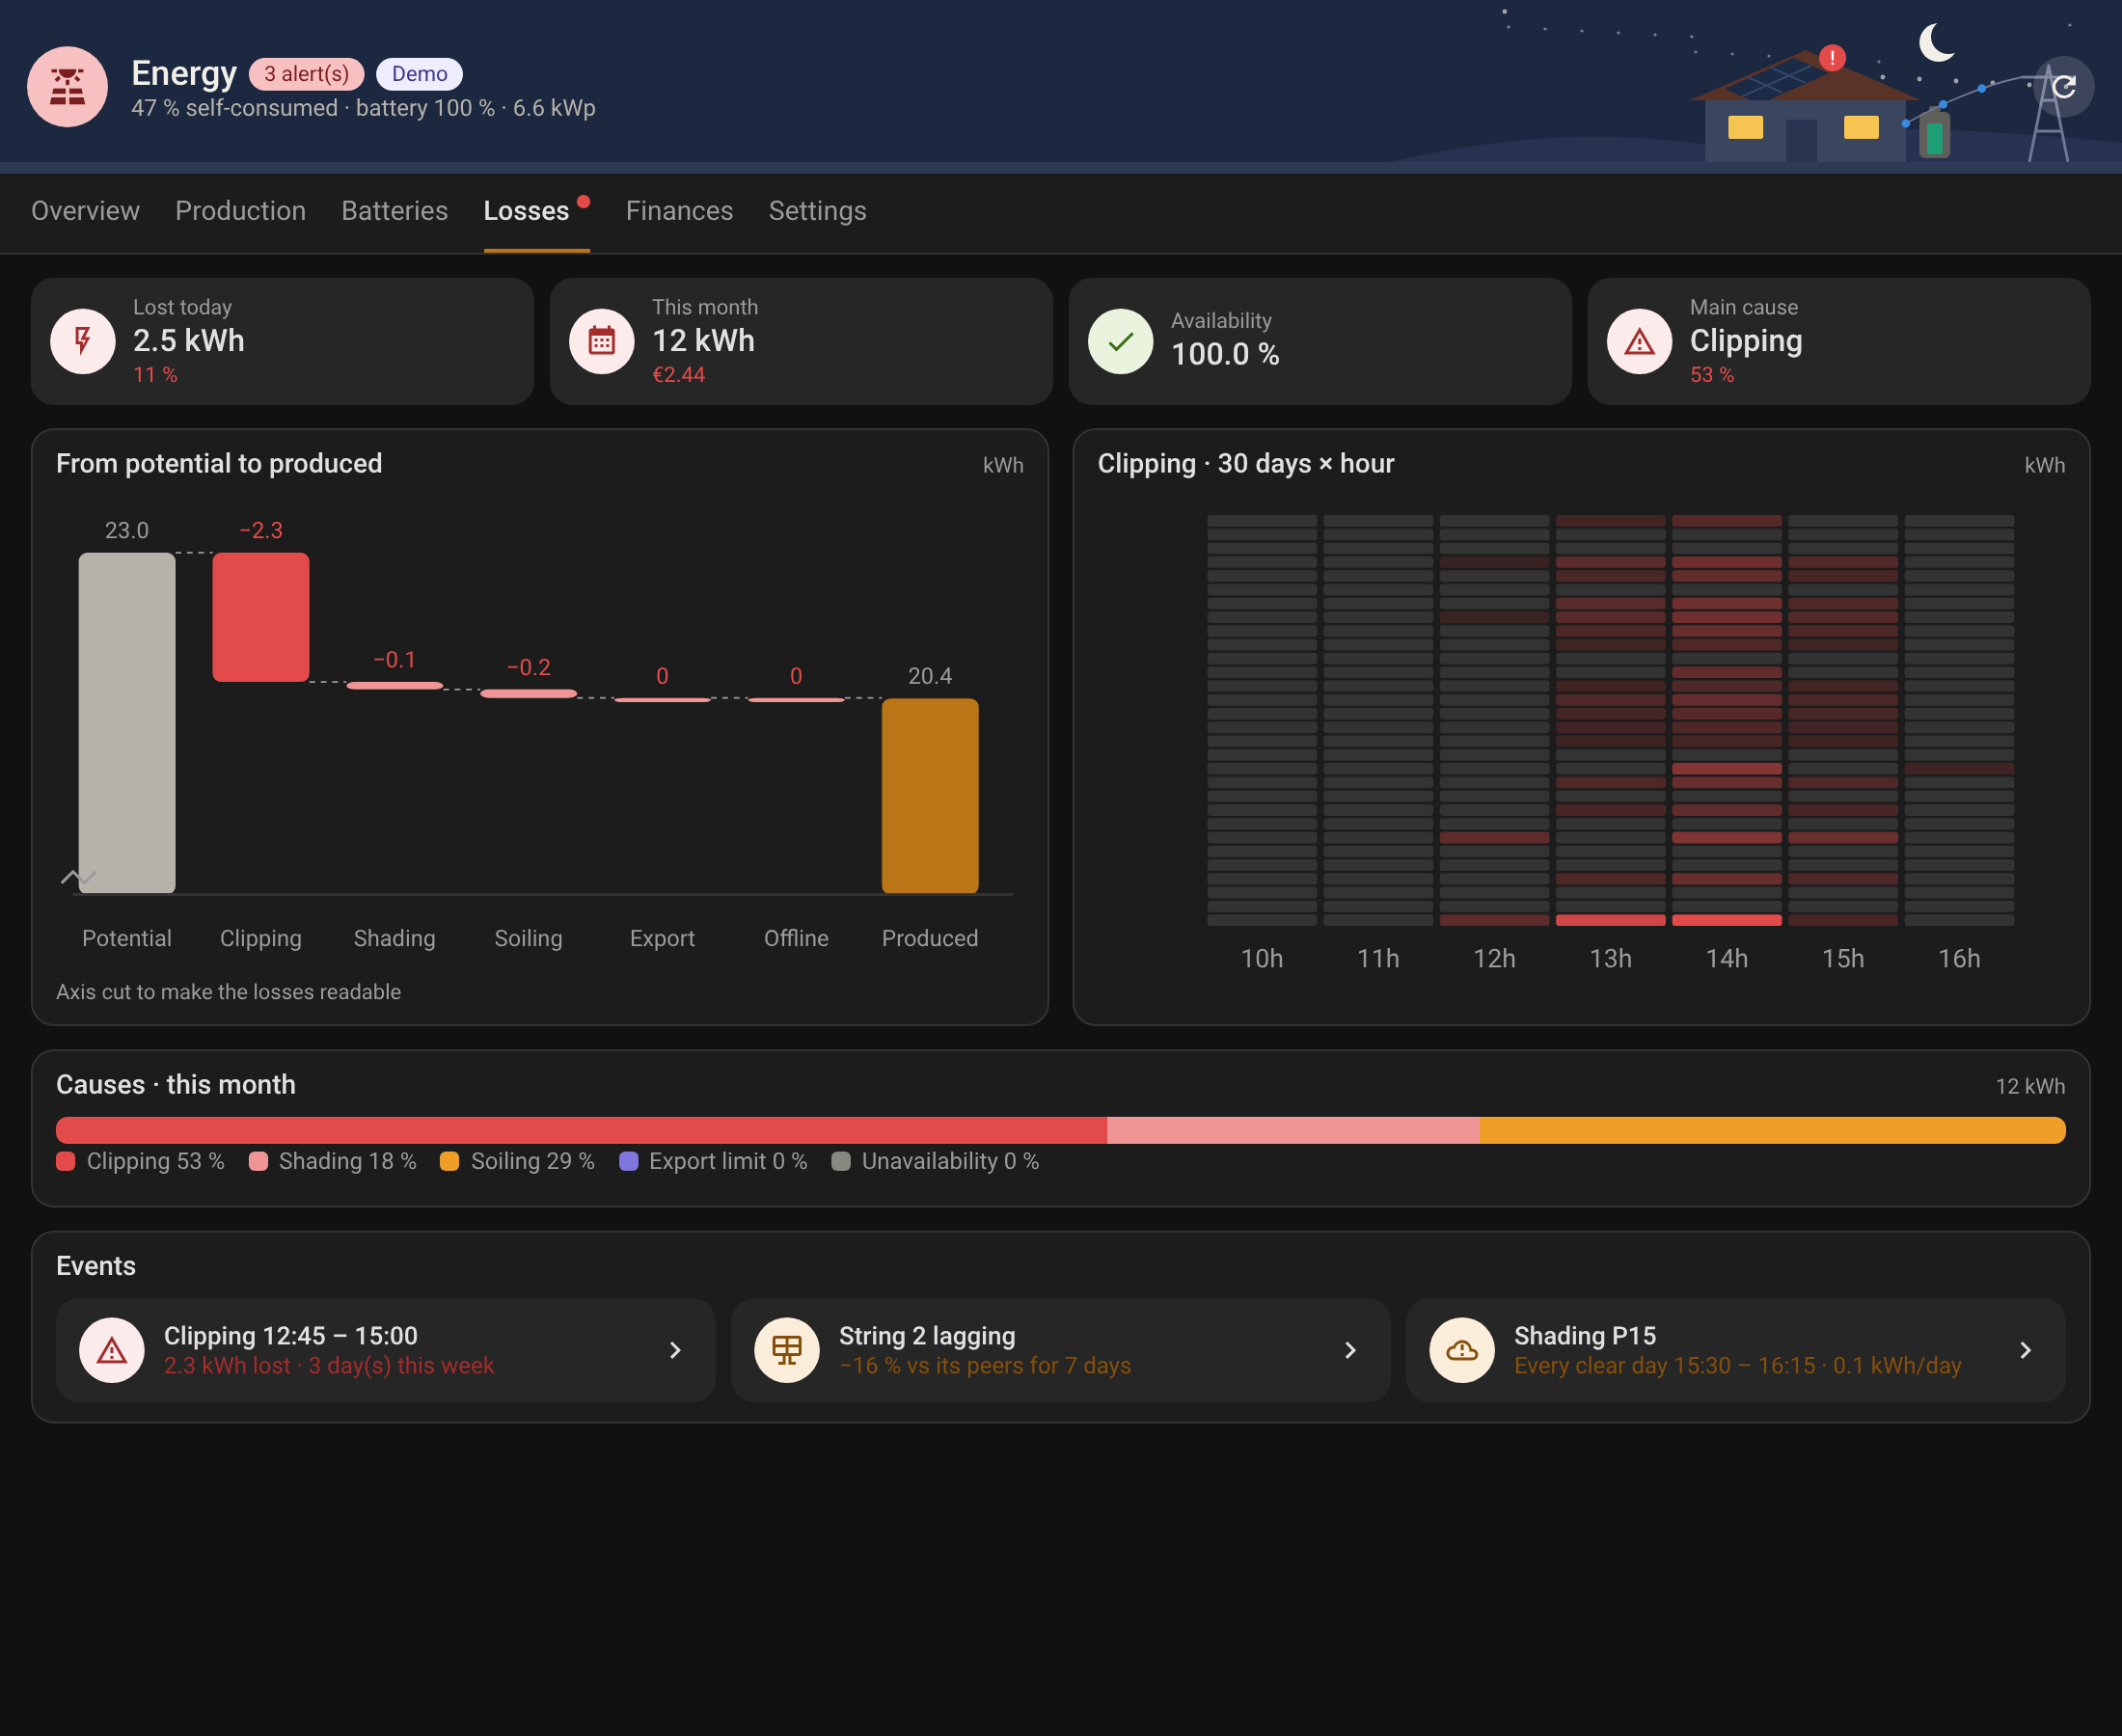 Energy 3 alert(s) Demo
47 % self-consumed · battery 100 % · 6.6 kWp
!
Overview Production Batteries Losses Finances Settings
Lost today
2.5 kWh
11 %
This month
12 kWh
€2.44
Availability
100.0 %
Main cause
Clipping
53 %
From potential to produced kWh
23.0 −2.3 −0.1 −0.2 0 0 20.4
Potential Clipping Shading Soiling Export Offline Produced
Axis cut to make the losses readable
Clipping · 30 days × hour kWh
10h 11h 12h 13h 14h 15h 16h
Causes · this month 12 kWh
Clipping 53 % Shading 18 % Soiling 29 % Export limit 0 % Unavailability 0 %
Events
Clipping 12:45 – 15:00
2.3 kWh lost · 3 day(s) this week
String 2 lagging
−16 % vs its peers for 7 days
Shading P15
Every clear day 15:30 – 16:15 · 0.1 kWh/day